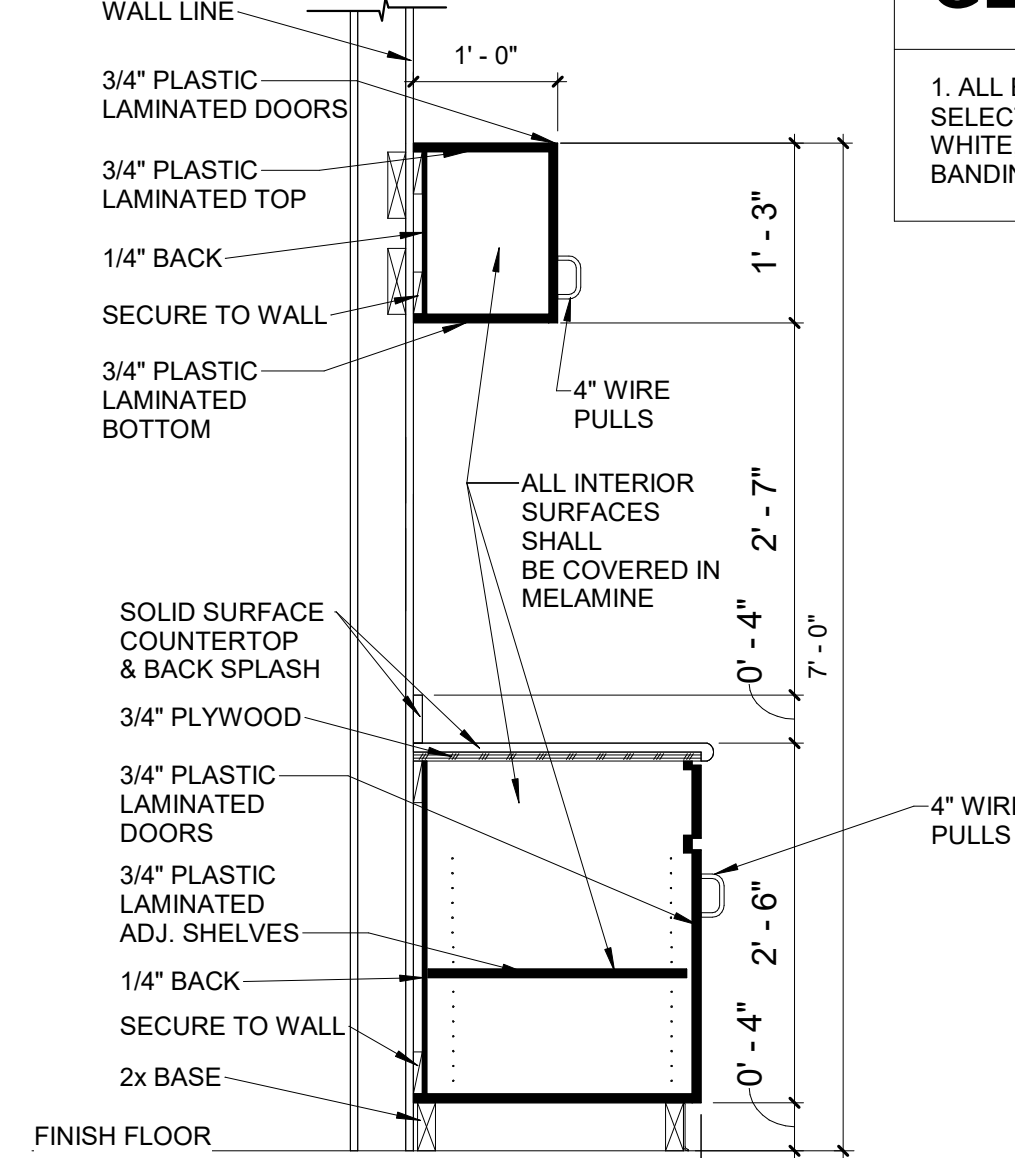 WALL LINE
3/4" PLASTIC
LAMINATED DOORS
3/4" PLASTIC
LAMINATED TOP
1/4" BACK
SECURE TO WALL
3/4" PLASTIC
LAMINATED
BOTTOM
1' - 0"
1' - 3"
4" WIRE
PULLS
ALL INTERIOR
SURFACES
SHALL
BE COVERED IN
MELAMINE
2' - 7"
0' - 4"
7' - 0"
SOLID SURFACE
COUNTERTOP
& BACK SPLASH
3/4" PLYWOOD
3/4" PLASTIC
LAMINATED
DOORS
3/4" PLASTIC
LAMINATED
ADJ. SHELVES
1/4" BACK
SECURE TO WALL
2x BASE
FINISH FLOOR
2' - 6"
0' - 4"
4"
PULLS
1. ALL
WHITE